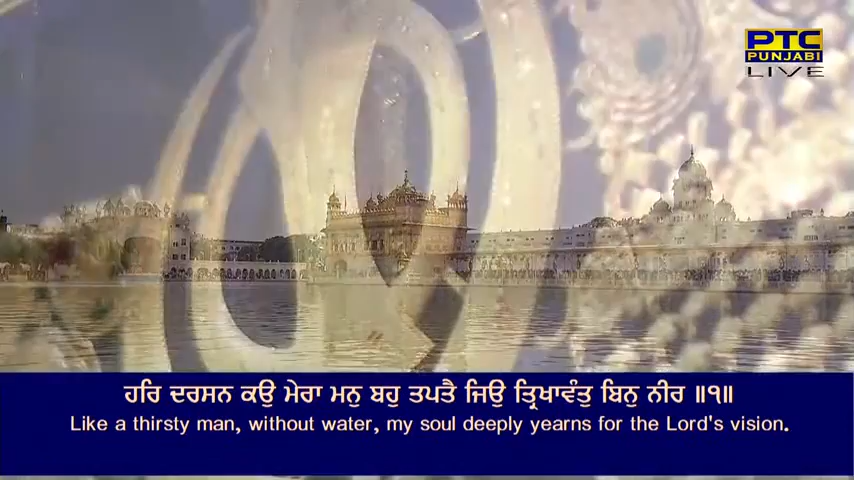 PTC
PUNJABI
LIVE
ਹਰਿ ਦਰਸਨ ਕਉ ਮੇਰਾ ਮਨੁ ਬਹੁ ਤਪਤੈ ਜਿਉ ਤ੍ਰਿਖਾਵੰਤੁ ਬਿਨੁ ਨੀਰ ॥੧॥
Like a thirsty man, without water, my soul deeply yearns for the Lord's vision.